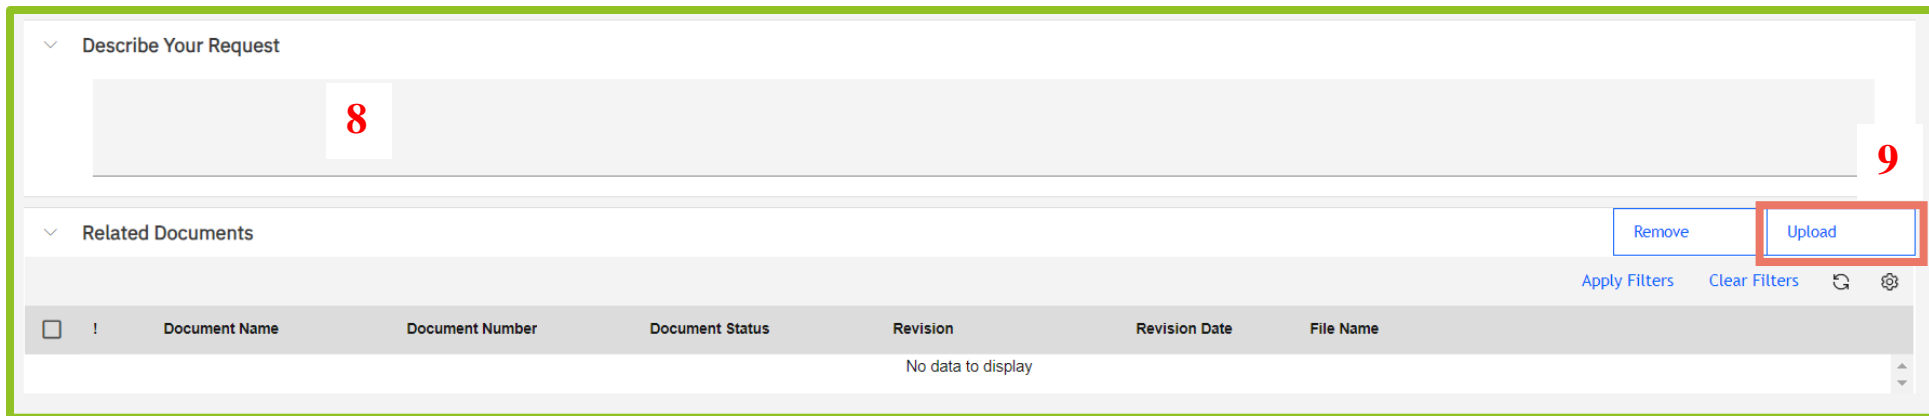 Describe Your Request
8
9
Related Documents
Remove
Upload
Apply Filters Clear Filters
! Document Name Document Number Document Status Revision Revision Date File Name
No data to display